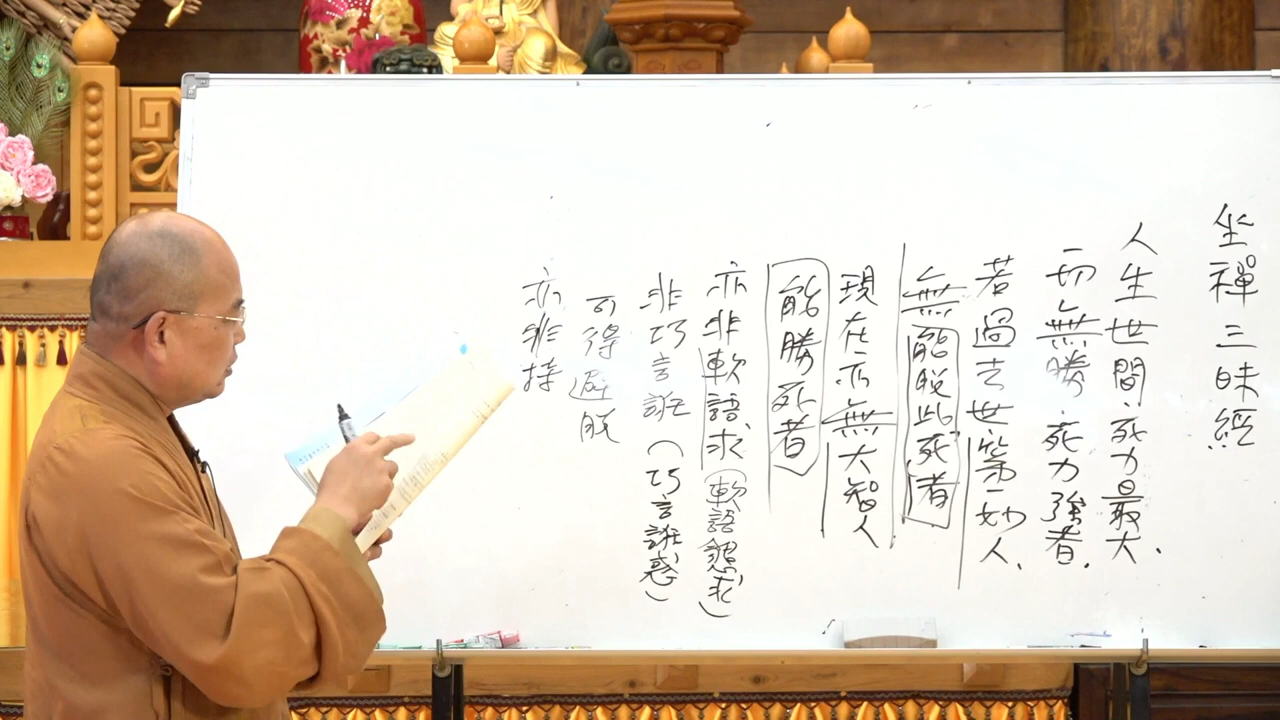 坐禪三昧經
人生世間死力最大.
一切無勝死力強者.
若過去世第一妙人、
無能脫此死者
現在亦無大智人
能勝死者
亦非軟語求(軟語懇求)
非巧言誑(巧言誑惑)
可得避脫
亦非持